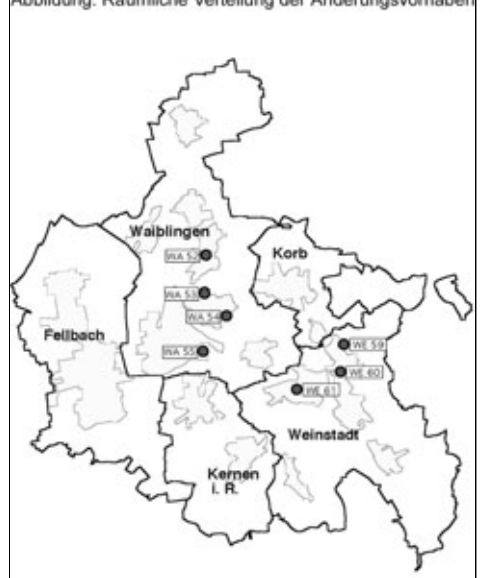 Abbildung: Räumliche Verteilung der Änderungsvorhaben
Waiblingen
WA 52
Korb
WA 53
WA 54
Fellbach
WA 55
WE 59
WE 60
WE 61
Weinstadt
Kernen
i. R.